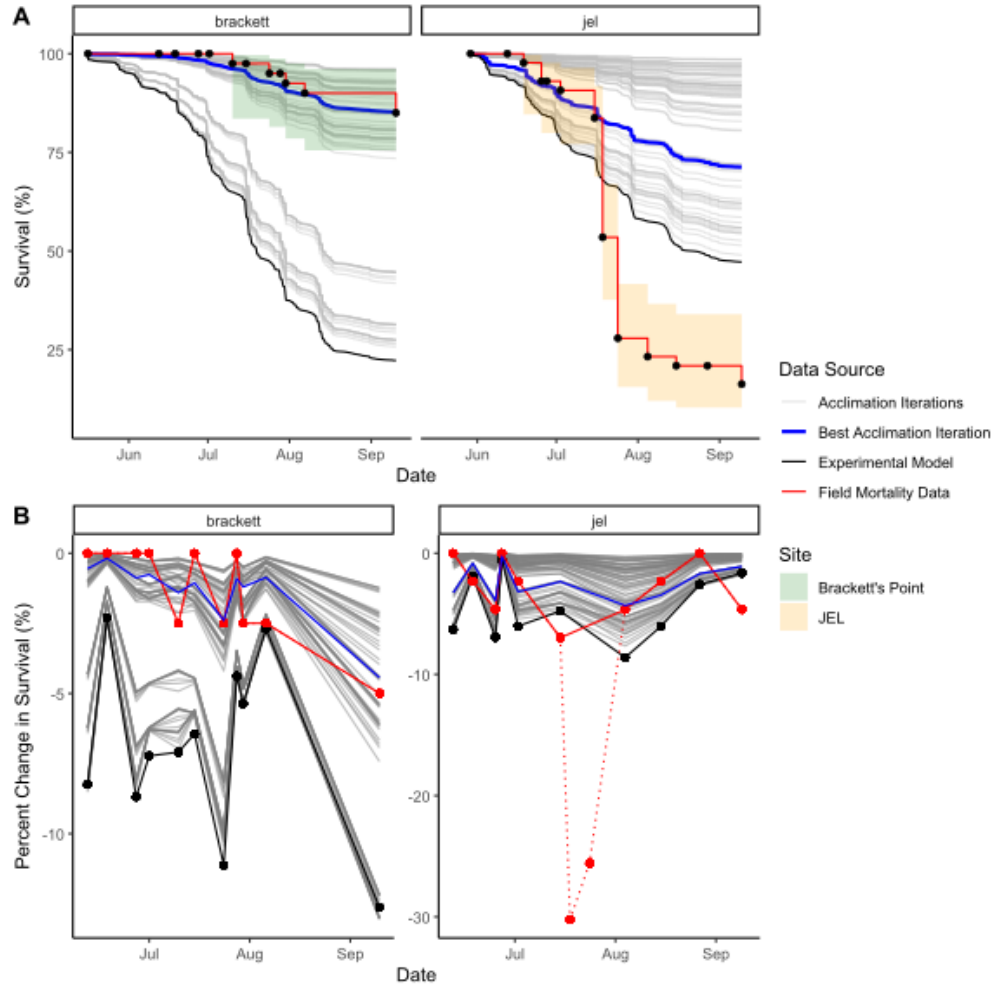 A
brackett
jel
100
75
50
25
Survival (%)
Jun
Jul
Aug
Sep
Jun
Jul
Aug
Sep
Date
Data Source
Acclimation Iterations
Best Acclimation Iteration
Experimental Model
Field Mortality Data
Site
Brackett's Point
JEL
B
brackett
jel
0
-5
-10
0
-10
-20
-30
Percent Change in Survival (%)
Jul
Aug
Sep
Jul
Aug
Sep
Date